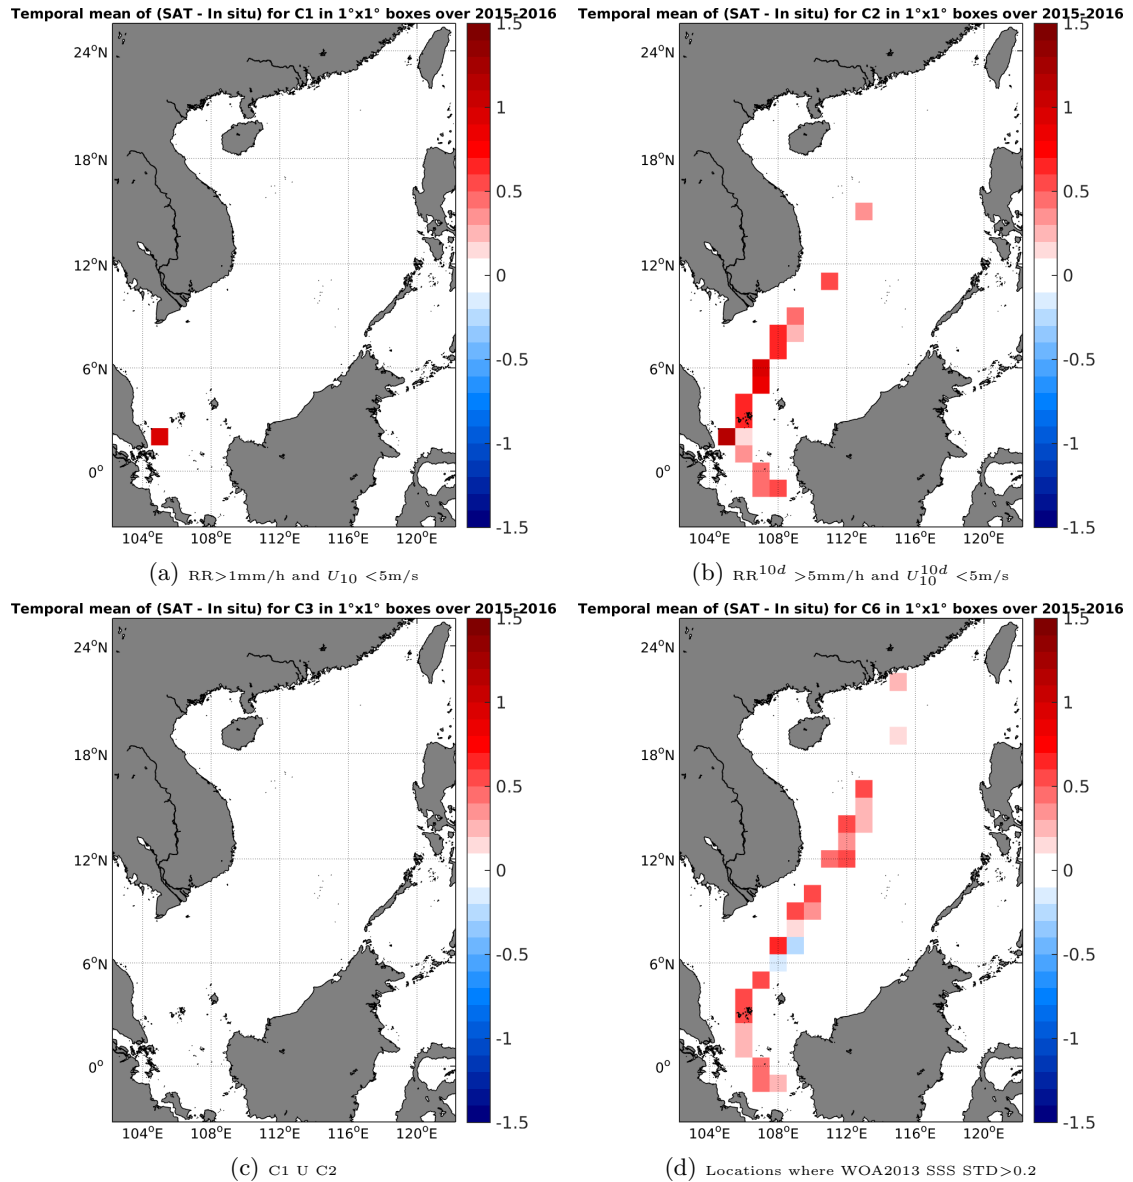 Temporal mean of (SAT - In situ) for C1 in 1°x1° boxes over 2015-2016
24°N
18°N
12°N
6°N
0°
104°E 108°E 112°E 116°E 120°E
1.5
1
0.5
0
-0.5
-1
-1.5
(a) RR>1mm/h and U10 <5m/s
Temporal mean of (SAT - In situ) for C2 in 1°x1° boxes over 2015-2016
24°N
18°N
12°N
6°N
0°
104°E 108°E 112°E 116°E 120°E
1.5
1
0.5
0
-0.5
-1
-1.5
(b) RR^10d >5mm/h and U10^10d <5m/s
Temporal mean of (SAT - In situ) for C3 in 1°x1° boxes over 2015-2016
24°N
18°N
12°N
6°N
0°
104°E 108°E 112°E 116°E 120°E
1.5
1
0.5
0
-0.5
-1
-1.5
(c) C1 U C2
Temporal mean of (SAT - In situ) for C6 in 1°x1° boxes over 2015-2016
24°N
18°N
12°N
6°N
0°
104°E 108°E 112°E 116°E 120°E
1.5
1
0.5
0
-0.5
-1
-1.5
(d) Locations where WOA2013 SSS STD>0.2